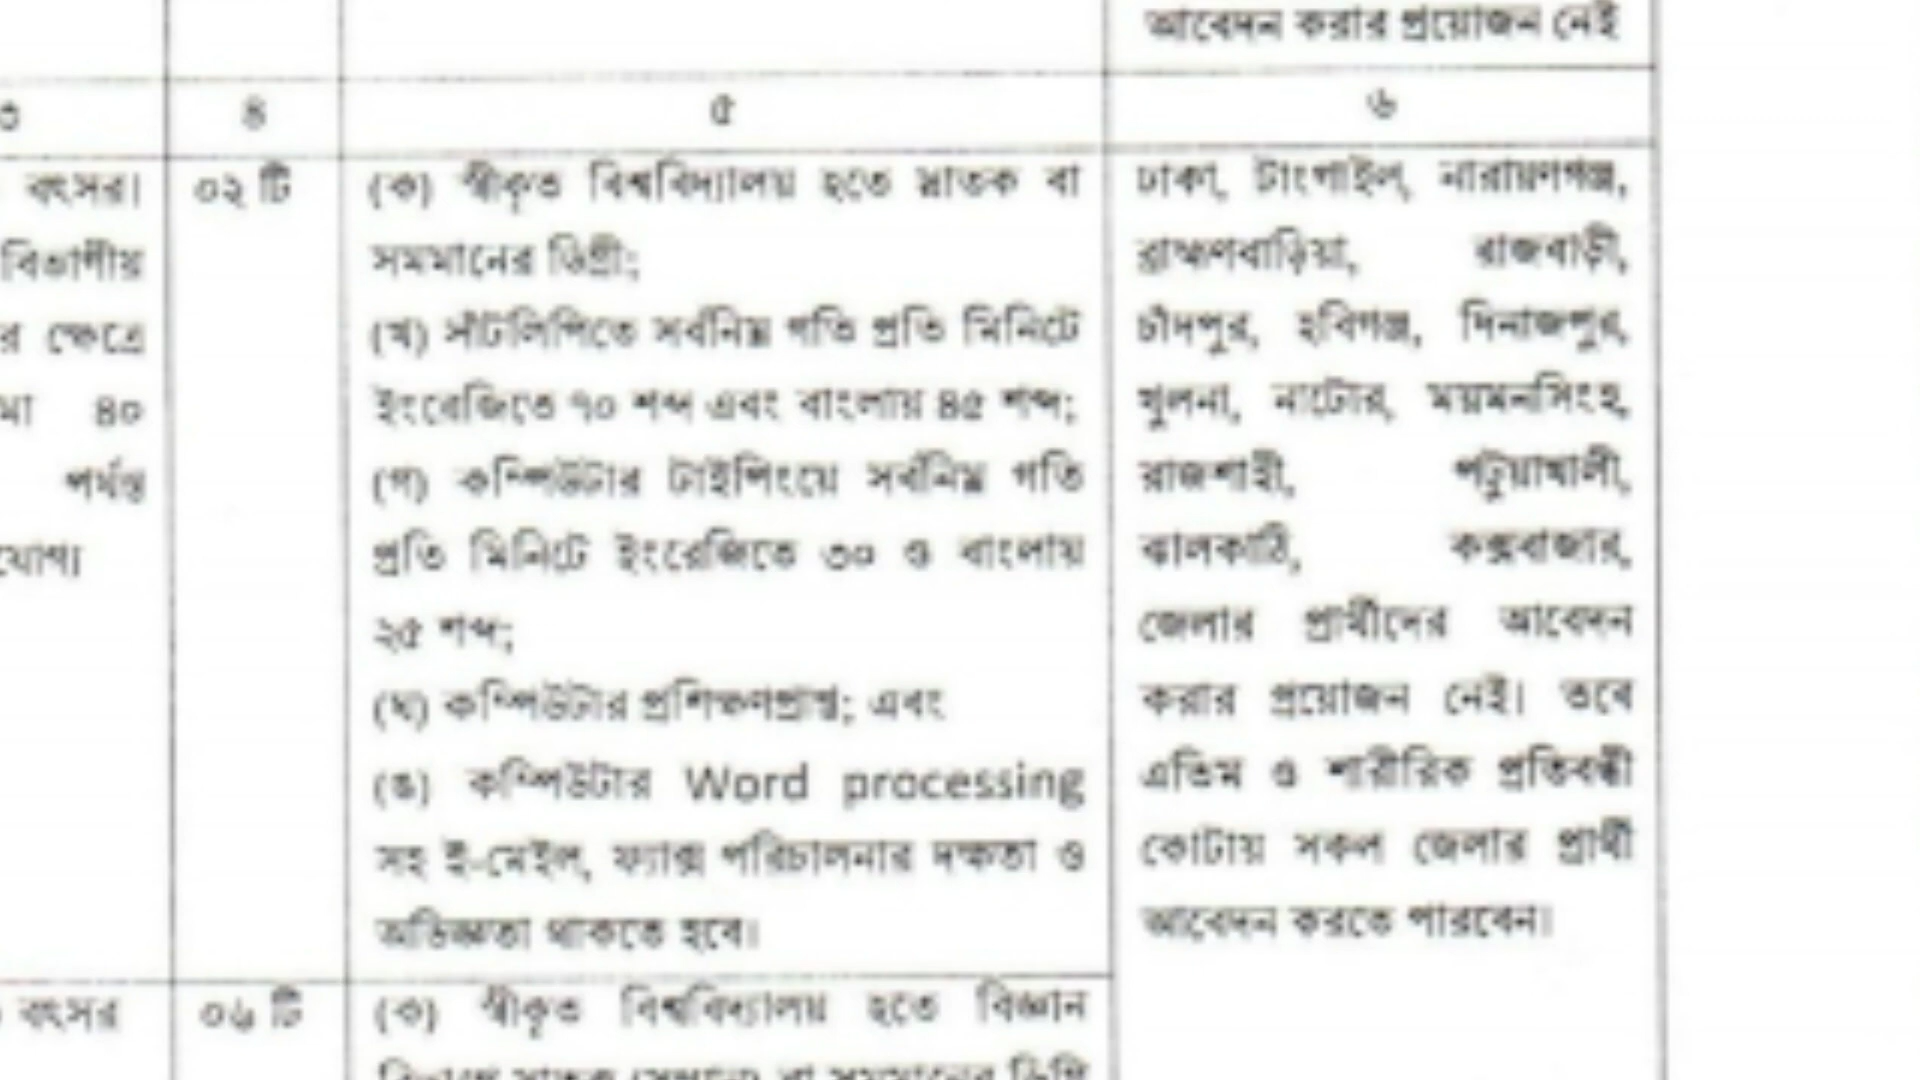 আবেদন করার প্রয়োজন নেই
৩ ৪ ৫ ৬
বৎসর।
বিভাগীয়
র ক্ষেত্রে
মা ৪০
পর্যন্ত
যোগ্য
০২ টি
(ক) স্বীকৃত বিশ্ববিদ্যালয় হতে স্নাতক বা
সমমানের ডিগ্রী;
(খ) সাঁটলিপিতে সর্বনিম্ন গতি প্রতি মিনিটে
ইংরেজিতে ৭০ শব্দ এবং বাংলায় ৪৫ শব্দ;
(গ) কম্পিউটার টাইপিংয়ে সর্বনিম্ন গতি
প্রতি মিনিটে ইংরেজিতে ৩০ ও বাংলায়
২৫ শব্দ;
(ঘ) কম্পিউটার প্রশিক্ষণপ্রাপ্ত; এবং
(ঙ) কম্পিউটার Word processing
সহ ই-মেইল, ফ্যাক্স পরিচালনার দক্ষতা ও
অভিজ্ঞতা থাকতে হবে।
ঢাকা, টাংগাইল, নারায়ণগঞ্জ,
ব্রাহ্মণবাড়িয়া, রাজবাড়ী,
চাঁদপুর, হবিগঞ্জ, দিনাজপুর,
খুলনা, নাটোর, ময়মনসিংহ,
রাজশাহী, পটুয়াখালী,
ঝালকাঠি, কক্সবাজার,
জেলার প্রার্থীদের আবেদন
করার প্রয়োজন নেই। তবে
এতিম ও শারীরিক প্রতিবন্ধী
কোটায় সকল জেলার প্রার্থী
আবেদন করতে পারবেন।
বৎসর
০৬ টি
(ক) স্বীকৃত বিশ্ববিদ্যালয় হতে বিজ্ঞান
বিভাগে স্নাতক (সম্মান) বা সমমানের ডিগ্রি